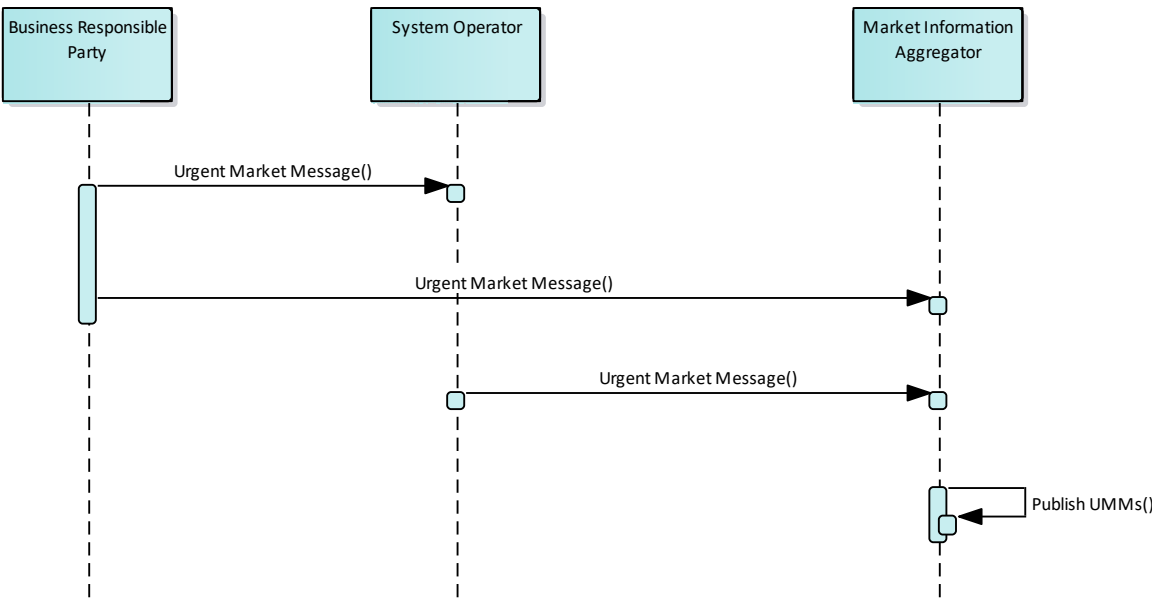 Business Responsible
Party
System Operator
Market Information
Aggregator
Urgent Market Message()
Urgent Market Message()
Urgent Market Message()
Publish UMMs()